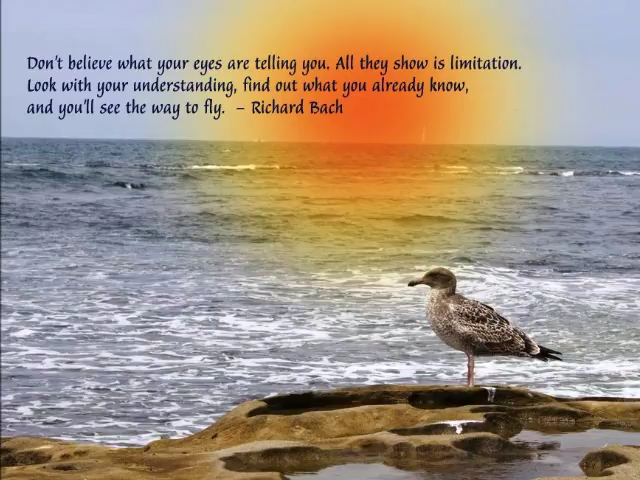 Don't believe what your eyes are telling you. All they show is limitation.
Look with your understanding, find out what you already know,
and you'll see the way to fly. – Richard Bach